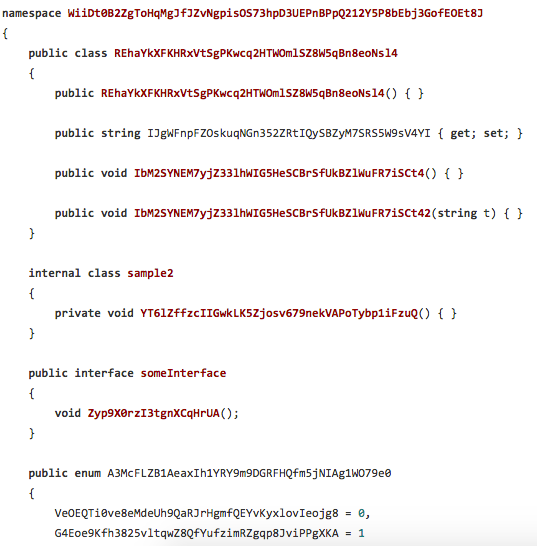 namespace WiiDt0B2ZgToHqMgJfJZvNgpisOS73hpD3UEPnBPpQ212Y5P8bEbj3GofEOEt8J
{
public class REhaYkXFKHRxVtSgPKwcq2HTWOmlSZ8W5qBn8eoNsl4
{
public REhaYkXFKHRxVtSgPKwcq2HTWOmlSZ8W5qBn8eoNsl4() { }
public string IJgWFnpFZOskuqNGn352ZRtIQySBZyM7SRS5W9sV4YI { get; set; }
public void IbM2SYNEM7yjZ33lhWIG5HeSCBrSfUkBZlWuFR7iSCt4() { }
public void IbM2SYNEM7yjZ33lhWIG5HeSCBrSfUkBZlWuFR7iSCt42(string t) { }
}
internal class sample2
{
private void YT6lZffzcIIGwkLK5Zjosv679nekVAPoTybp1iFzuQ() { }
}
public interface someInterface
{
void Zyp9X0rzI3tgnXCqHrUA();
}
public enum A3McFLZB1AeaxIh1YRY9m9DGRFHQfm5jNIAg1WO79e0
{
VeOEQTi0ve8eMdeUh9QaRJrHgmfQEYvKyxlovIeojg8 = 0,
G4Eoe9Kfh3825vltqwZ8QfYufzimRZgqp8JviPPgXKA = 1